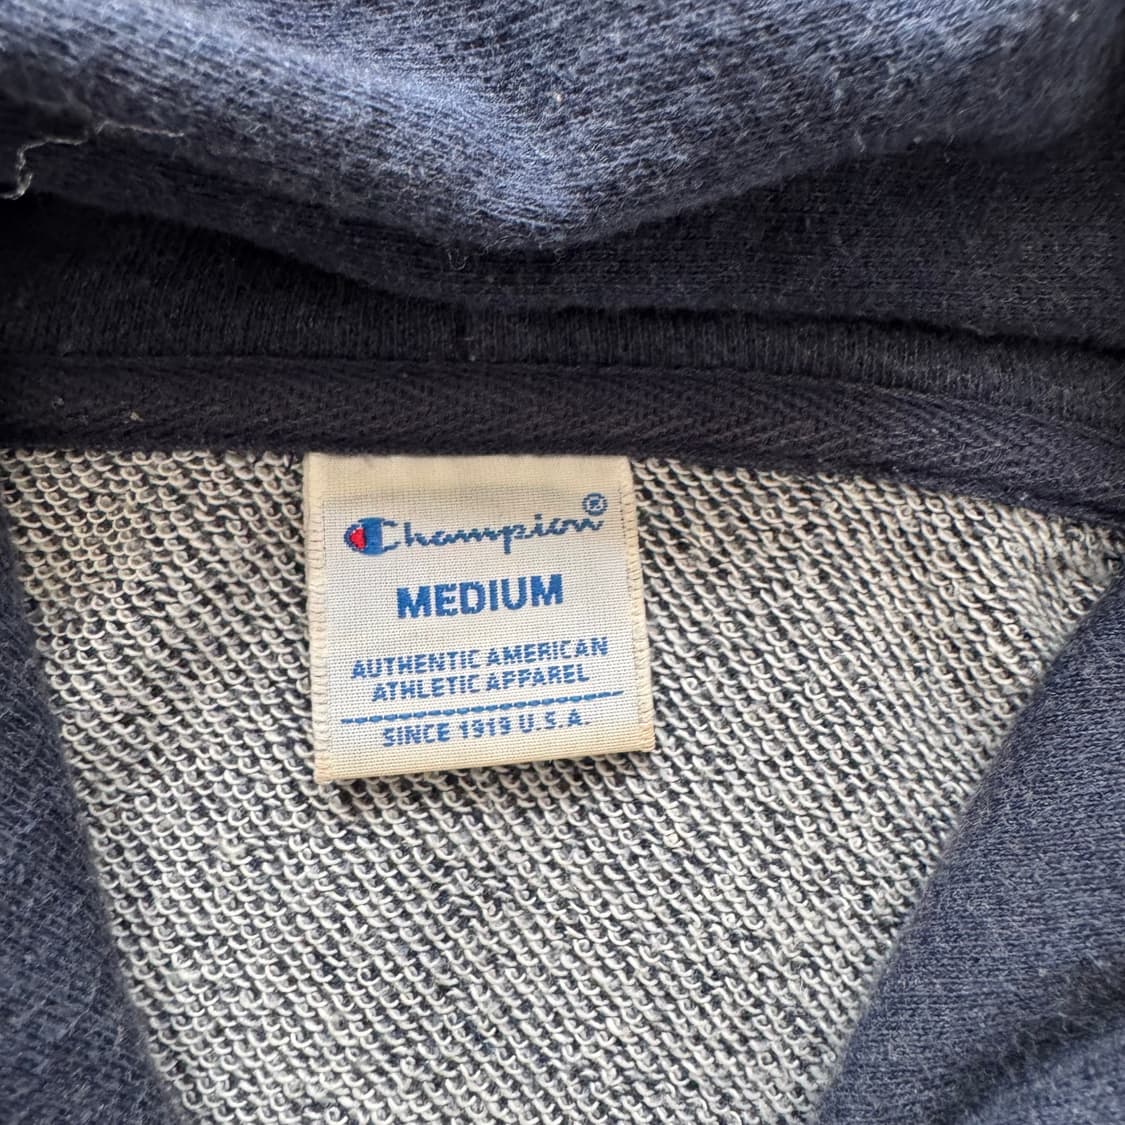 Champion®
MEDIUM
AUTHENTIC AMERICAN
ATHLETIC APPAREL
SINCE 1919 U.S.A.